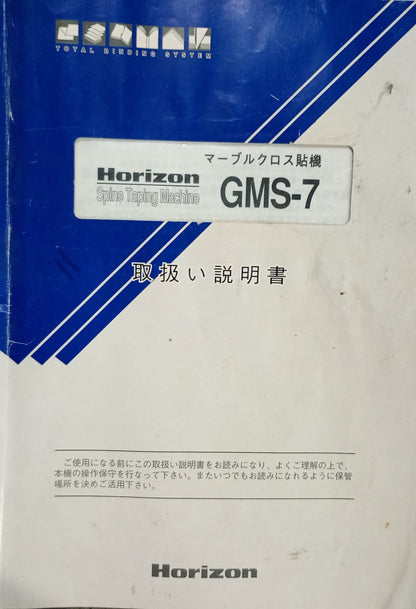 TOTAL BINDING SYSTEM
マーブルクロス貼機
Horizon
Spine Taping Machine
GMS-7
取扱い説明書
ご使用になる前にこの取扱い説明書をお読みになり、よくご理解の上で、
本機の操作保守を行なって下さい。またいつでもお読みになれるように保管
場所を決めご活用下さい。
Horizon